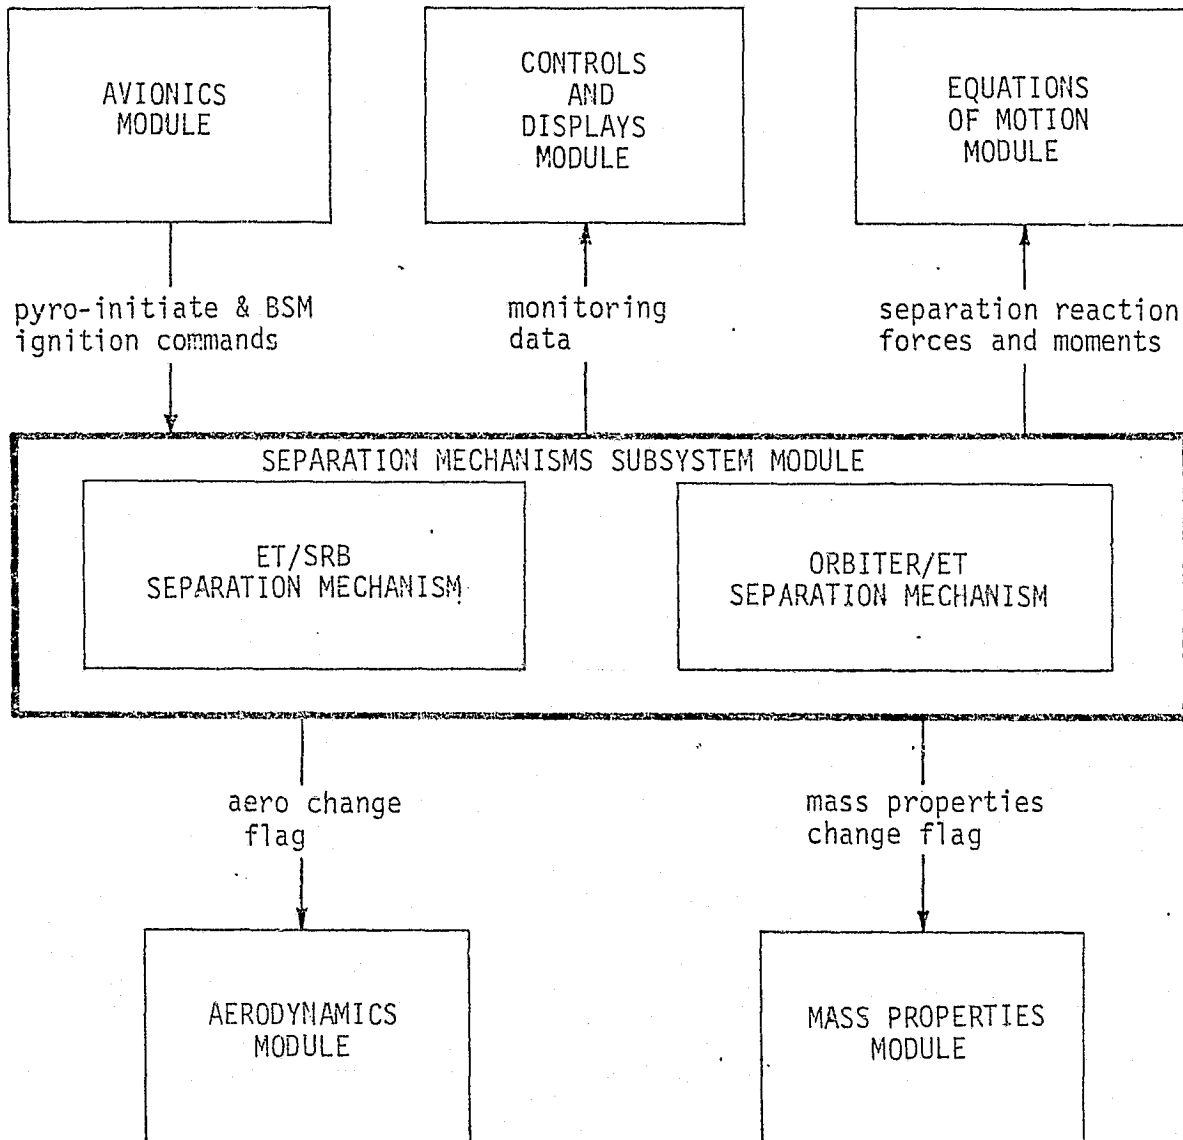 AVIONICS
MODULE
CONTROLS
AND
DISPLAYS
MODULE
EQUATIONS
OF MOTION
MODULE
pyro-initiate & BSM
ignition commands
monitoring
data
separation reaction
forces and moments
SEPARATION MECHANISMS SUBSYSTEM MODULE
ET/SRB
SEPARATION MECHANISM
ORBITER/ET
SEPARATION MECHANISM
aero change
flag
mass properties
change flag
AERODYNAMICS
MODULE
MASS PROPERTIES
MODULE